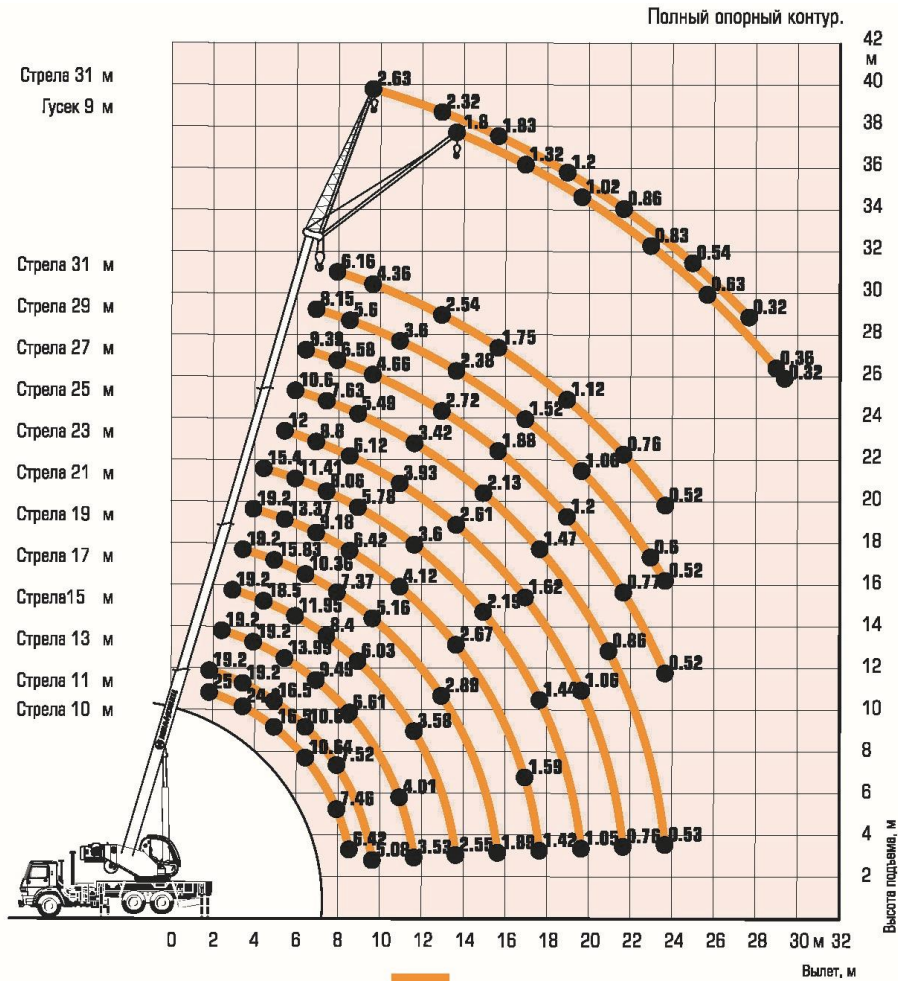 Полный опорный контур.
Стрела 31 м
Гусек 9 м
Стрела 31 м
Стрела 29 м
Стрела 27 м
Стрела 25 м
Стрела 23 м
Стрела 21 м
Стрела 19 м
Стрела 17 м
Стрела15 м
Стрела 13 м
Стрела 11 м
Стрела 10 м
2.63 2.32 1.83 1.2 0.86 0.54 0.32
1.8 1.32 1.02 0.83 0.63 0.36 0.32
6.16 4.36 2.54 1.75 1.12 0.76 0.52
8.15 5.6 3.6 2.38 1.52 1.06 0.6 0.52
9.39 6.58 4.66 2.72 1.88 1.2 0.77 0.52
10.6 7.63 5.49 3.42 2.13 1.47 0.86 0.53
12 8.8 6.12 3.93 2.61 1.62 1.06 0.76
15.4 11.41 8.06 5.78 3.6 2.19 1.44 1.05
19.2 13.37 9.18 6.42 4.12 2.67 1.59 1.42
19.2 15.83 10.36 7.37 5.16 2.89 1.89
19.2 18.5 11.95 8.4 6.03 3.58 2.55
19.2 19.2 13.99 9.49 6.61 4.01 3.53
19.2 19.2 16.5 7.52 5.08
25 16.5 10.64 7.46 6.42
42
м
40
38
36
34
32
30
28
26
24
22
20
18
16
14
12
10
8
6
4
2
Высота подъема, м
0 2 4 6 8 10 12 14 16 18 20 22 24 26 28 30 м 32
Вылет, м